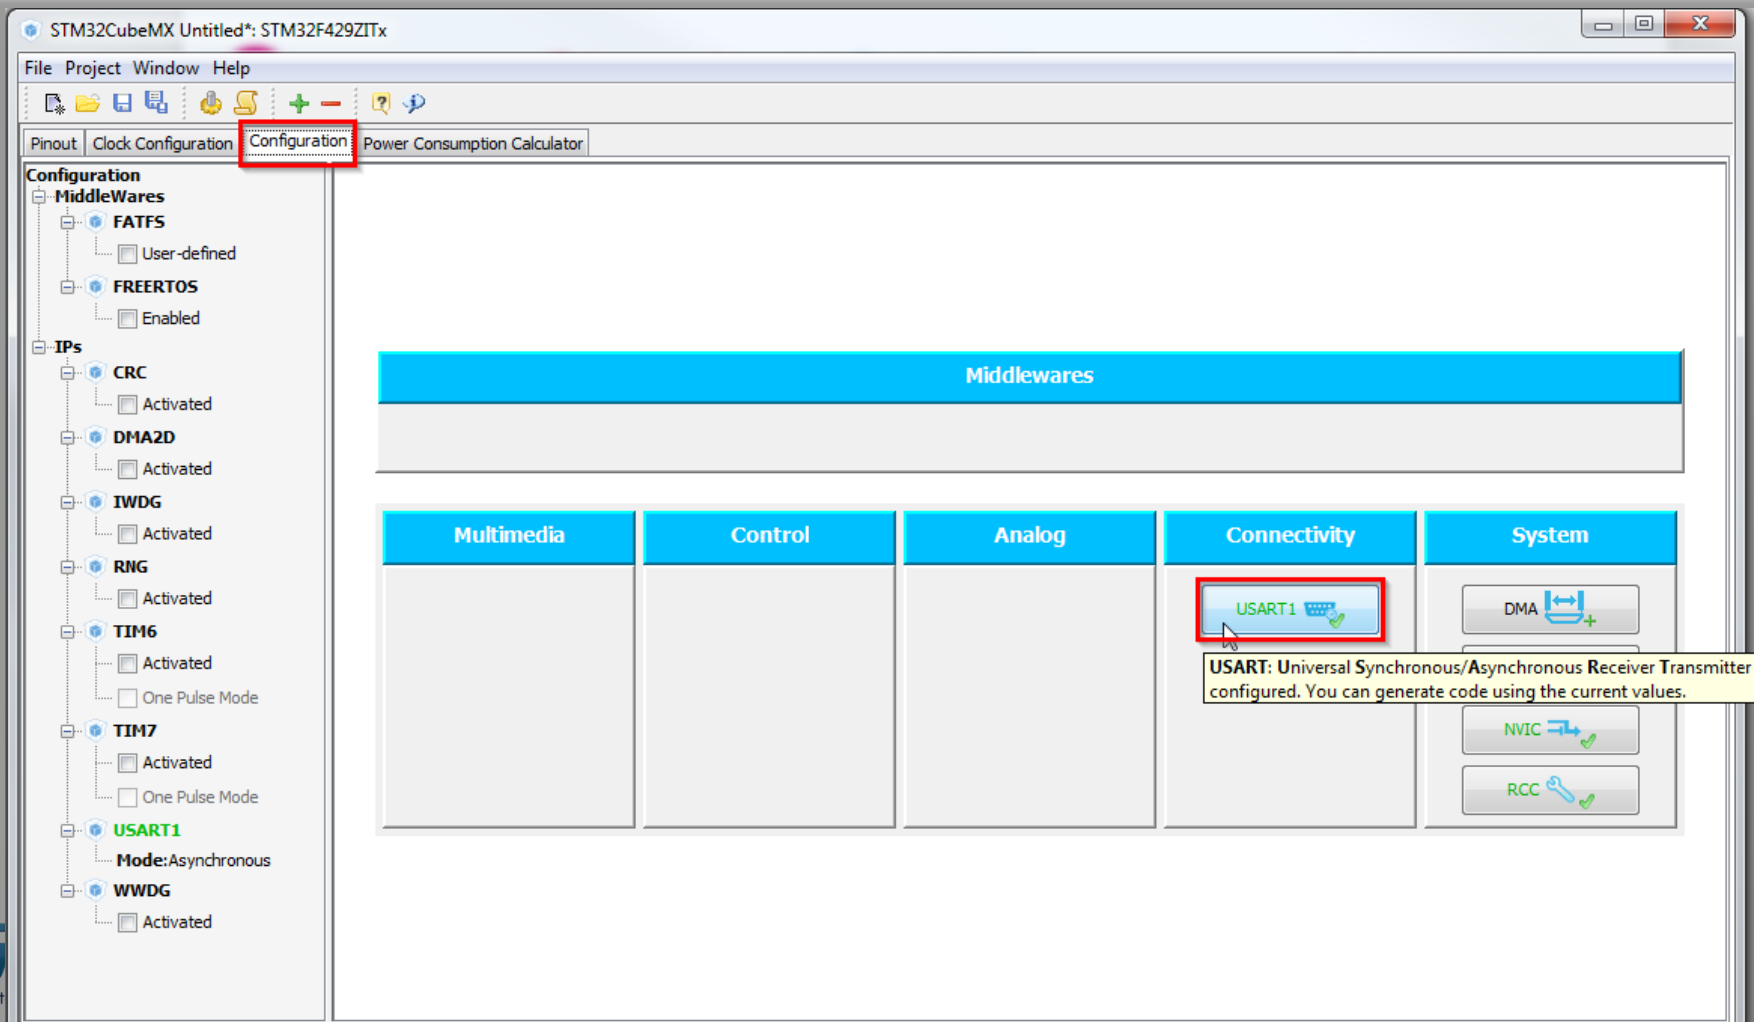 STM32CubeMX Untitled*: STM32F429ZITx
File Project Window Help
Pinout Clock Configuration Configuration Power Consumption Calculator
Configuration
MiddleWares
FATFS
User-defined
FREERTOS
Enabled
IPs
CRC
Activated
DMA2D
Activated
IWDG
Activated
RNG
Activated
TIM6
Activated
One Pulse Mode
TIM7
Activated
One Pulse Mode
USART1
Mode:Asynchronous
WWDG
Activated
Middlewares
Multimedia Control Analog Connectivity System
USART1 DMA
USART: Universal Synchronous/Asynchronous Receiver Transmitter
configured. You can generate code using the current values.
NVIC
RCC